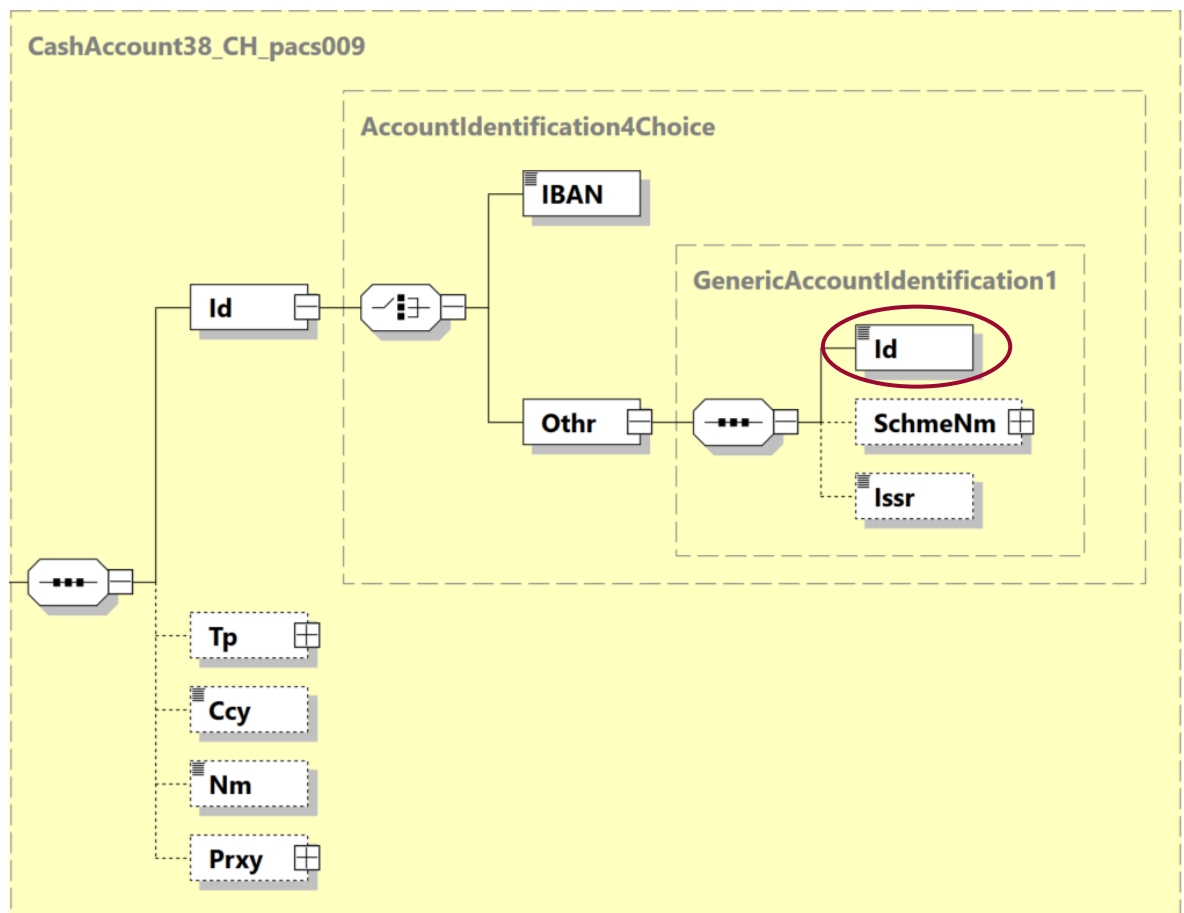 CashAccount38_CH_pacs009
AccountIdentification4Choice
IBAN
GenericAccountIdentification1
Id
Id
Othr
SchmeNm
Issr
Tp
Ccy
Nm
Prxy